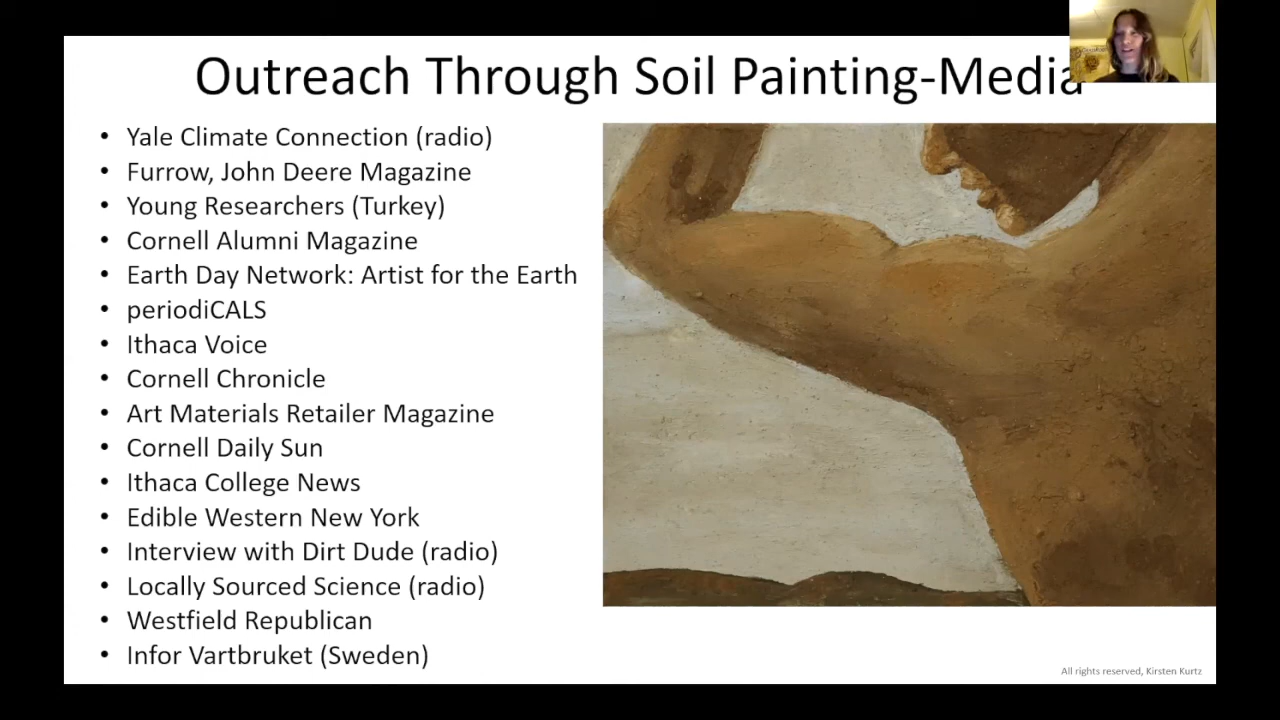 Outreach Through Soil Painting-Media
• Yale Climate Connection (radio)
• Furrow, John Deere Magazine
• Young Researchers (Turkey)
• Cornell Alumni Magazine
• Earth Day Network: Artist for the Earth
• periodiCALS
• Ithaca Voice
• Cornell Chronicle
• Art Materials Retailer Magazine
• Cornell Daily Sun
• Ithaca College News
• Edible Western New York
• Interview with Dirt Dude (radio)
• Locally Sourced Science (radio)
• Westfield Republican
• Infor Vartbruket (Sweden)
All rights reserved, Kirsten Kurtz